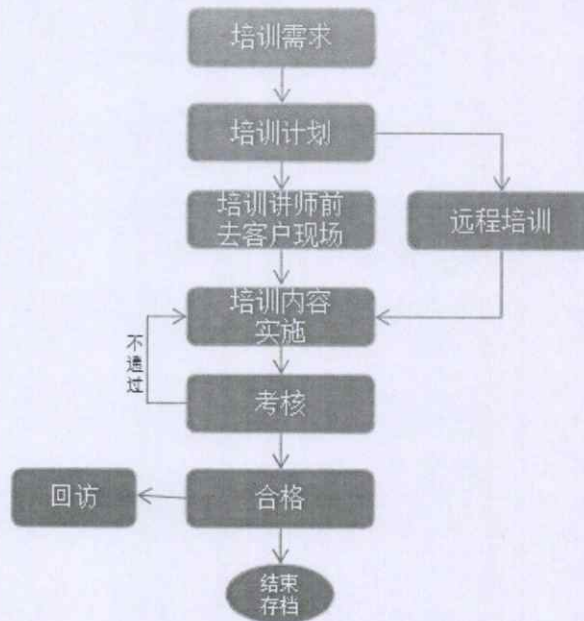 培训需求
培训计划
培训讲师前
去客户现场
远程培训
培训内容
实施
不通过
考核
回访
合格
结束
存档